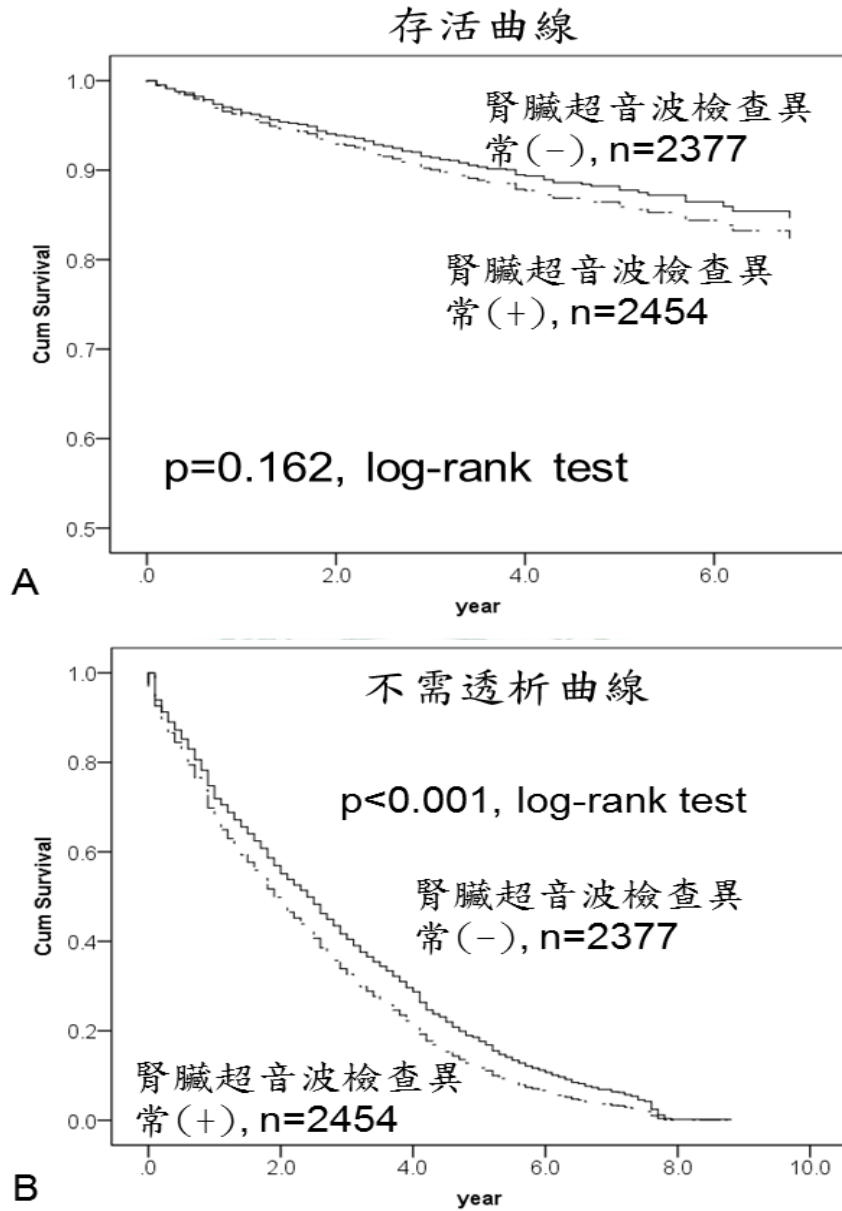 存活曲線
1.0
腎臟超音波檢查異
常(-), n=2377
0.9
0.8
腎臟超音波檢查異
常(+), n=2454
Cum Survival
0.7
0.6
p=0.162, log-rank test
0.5
A
.0 2.0 4.0 6.0
year
1.0
不需透析曲線
0.8
p<0.001, log-rank test
0.6
Cum Survival
腎臟超音波檢查異
常(-), n=2377
0.4
0.2
腎臟超音波檢查異
常(+), n=2454
0.0
B
.0 2.0 4.0 6.0 8.0 10.0
year